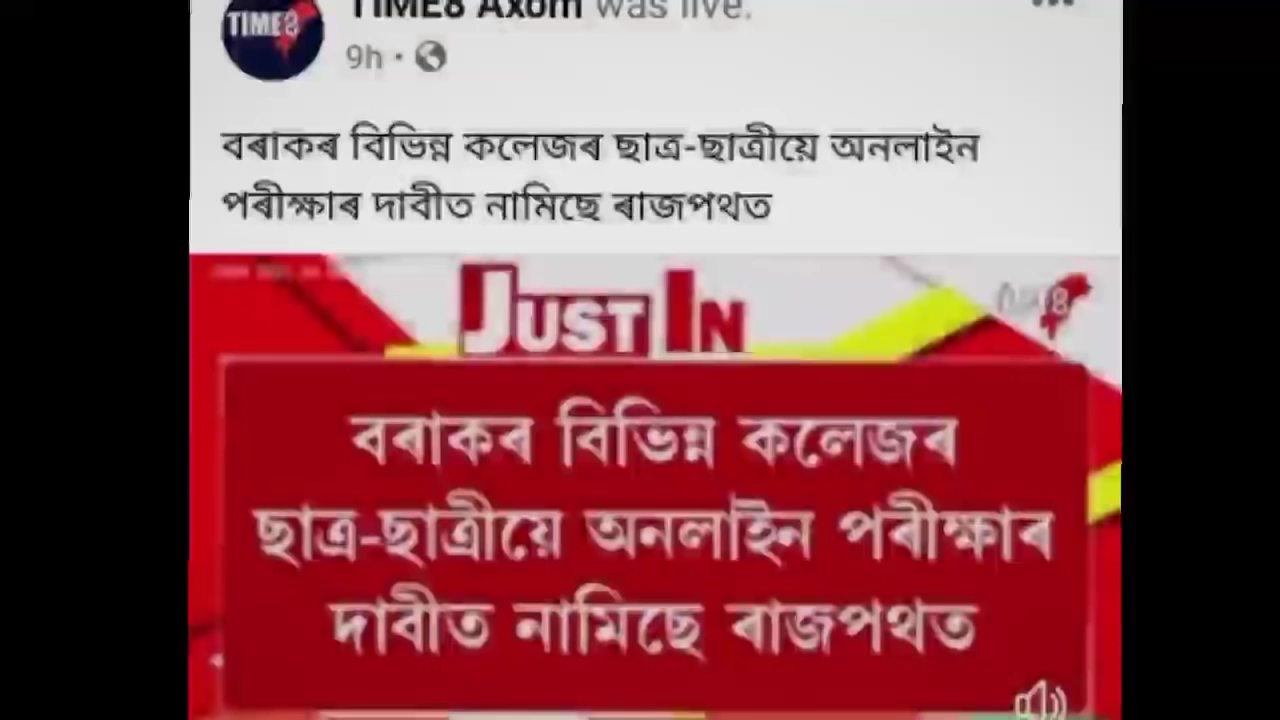 TIME8
TIME8 Axom was live.
9h ·
বৰাকৰ বিভিন্ন কলেজৰ ছাত্ৰ-ছাত্ৰীয়ে অনলাইন
পৰীক্ষাৰ দাবীত নামিছে ৰাজপথত
JUST IN
বৰাকৰ বিভিন্ন কলেজৰ
ছাত্ৰ-ছাত্ৰীয়ে অনলাইন পৰীক্ষাৰ
দাবীত নামিছে ৰাজপথত